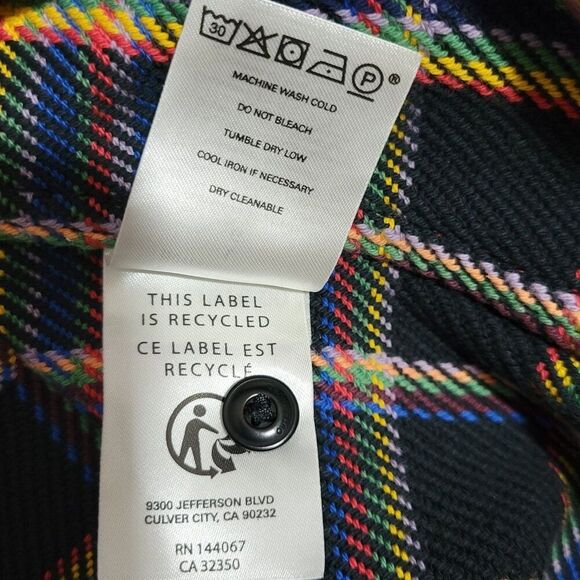 30 P ®
MACHINE WASH COLD
DO NOT BLEACH
TUMBLE DRY LOW
COOL IRON IF NECESSARY
DRY CLEANABLE
THIS LABEL
IS RECYCLED
CE LABEL EST
RECYCLÉ
9300 JEFFERSON BLVD
CULVER CITY, CA 90232
RN 144067
CA 32350